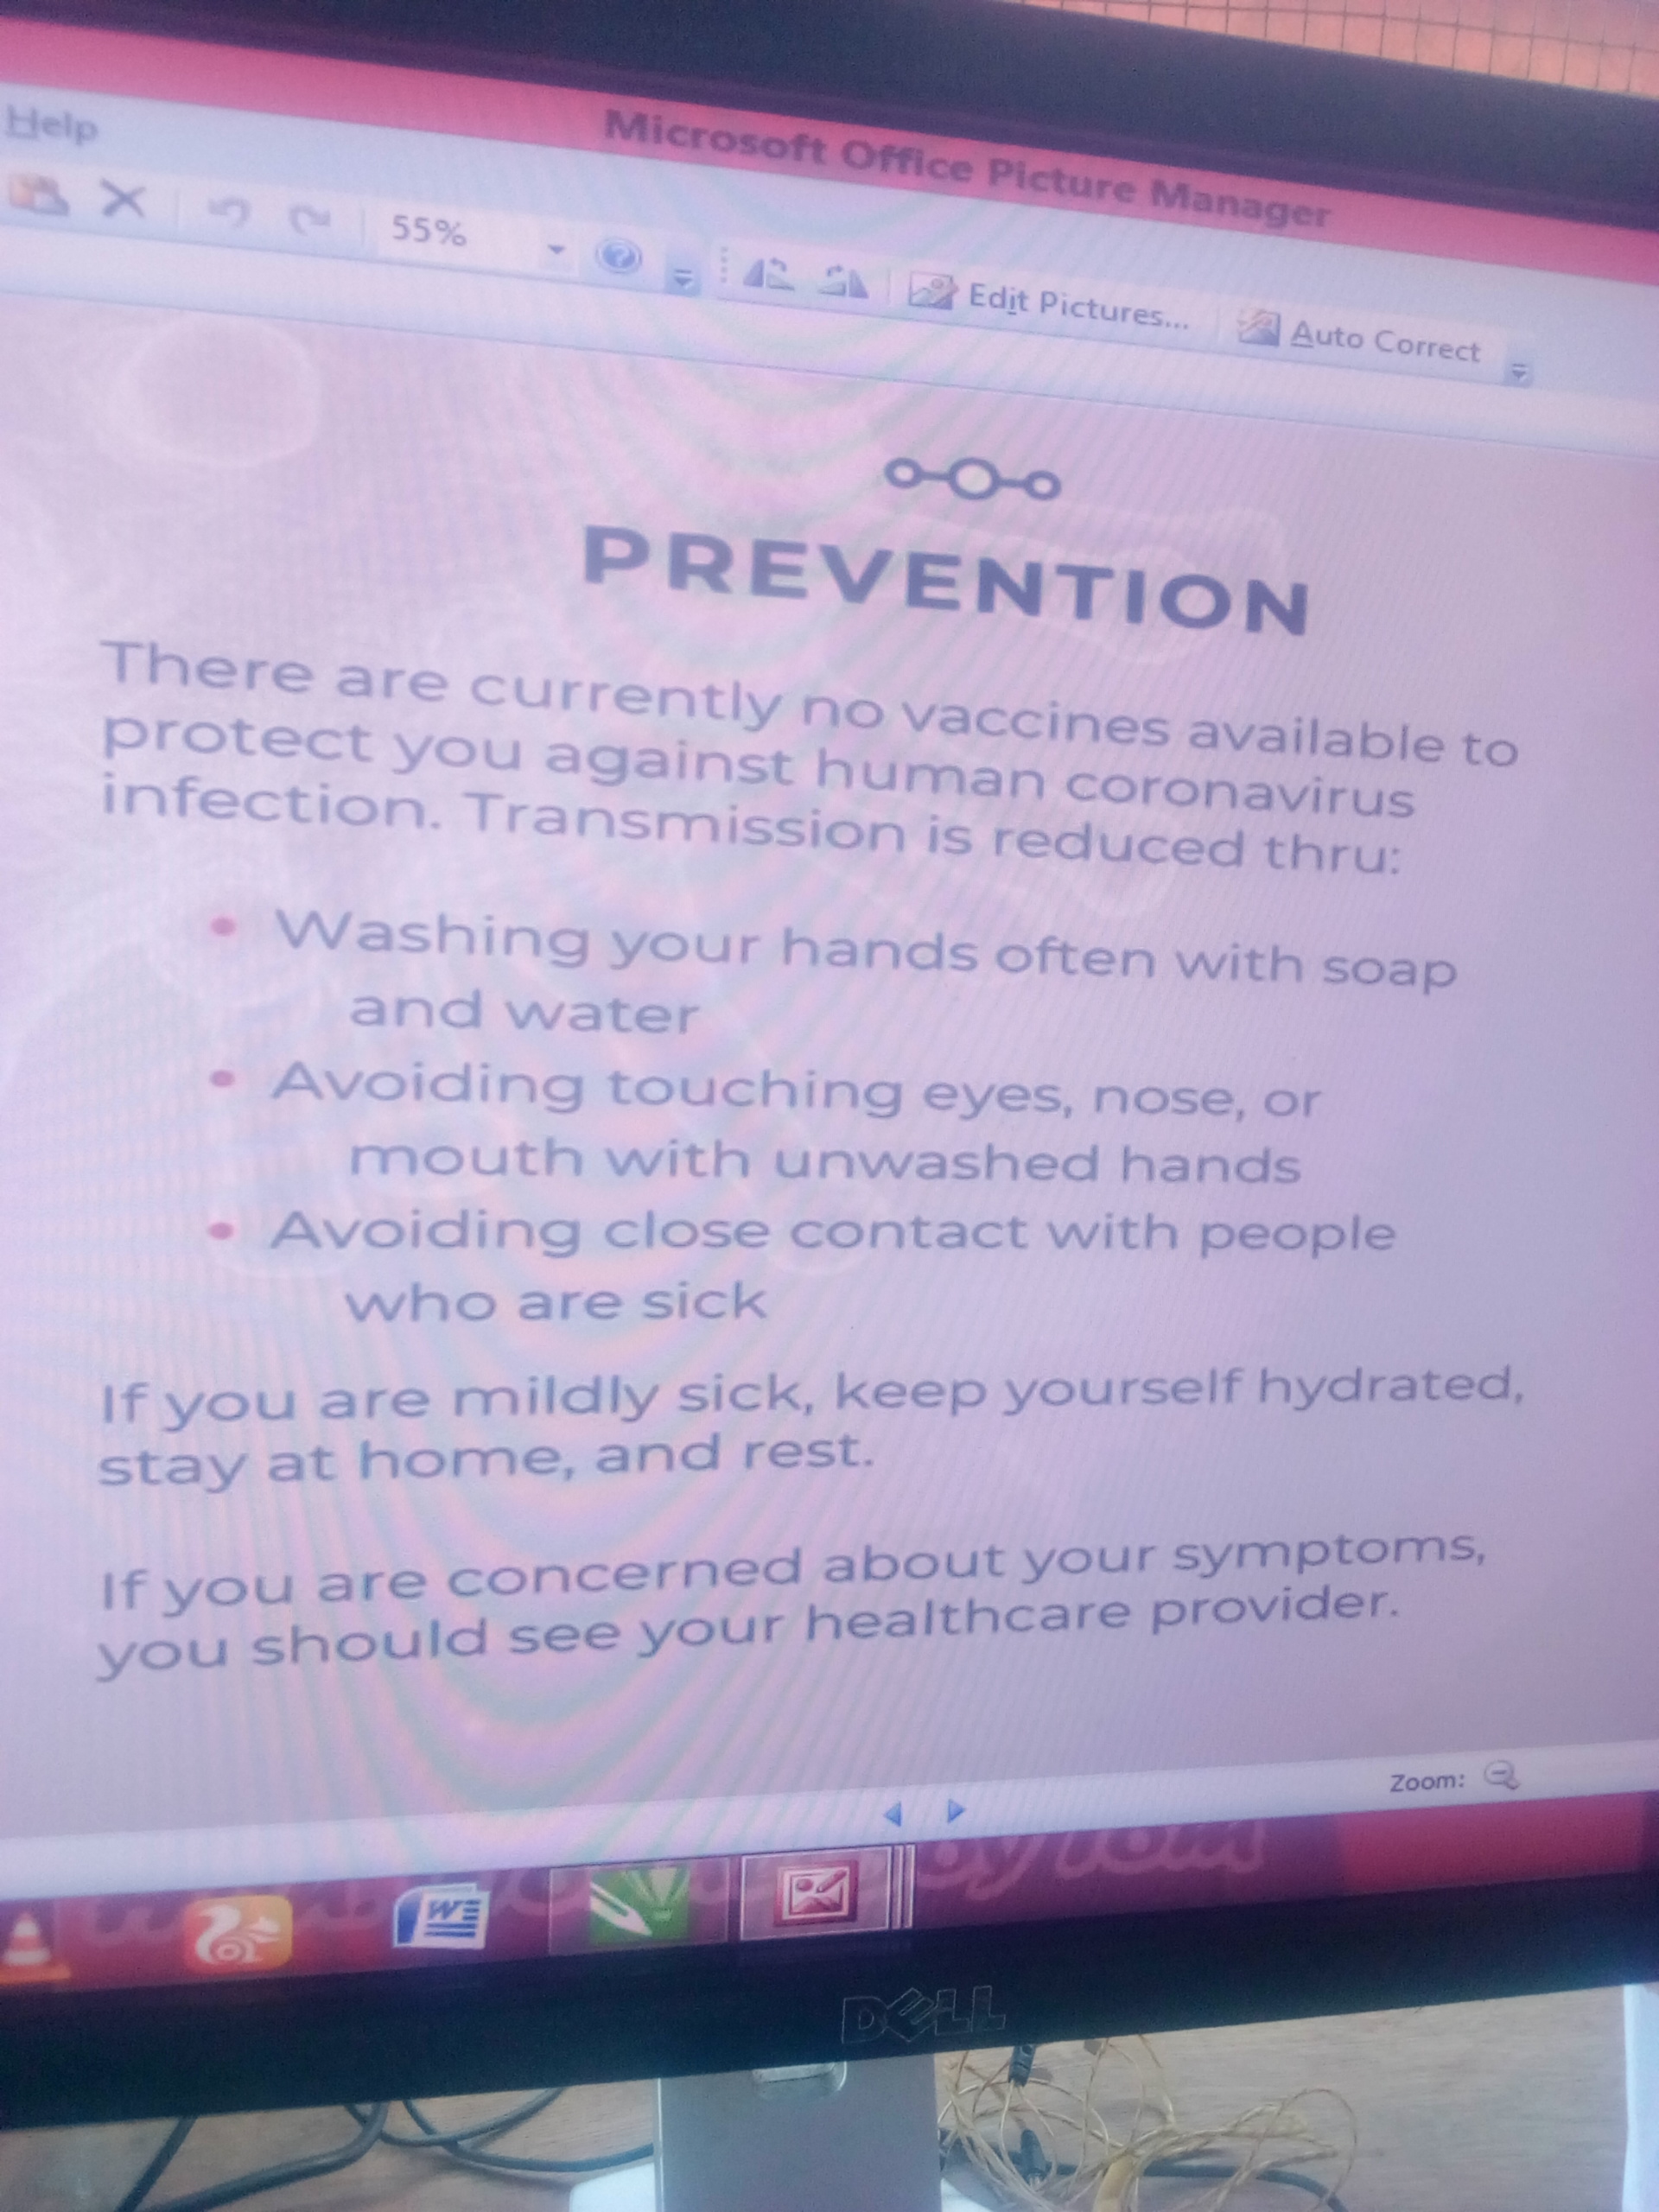 Microsoft Office Picture Manager
Help
55%
Edit Pictures...
Auto Correct
PREVENTION
There are currently no vaccines available to
protect you against human coronavirus
infection. Transmission is reduced thru:
• Washing your hands often with soap
and water
• Avoiding touching eyes, nose, or
mouth with unwashed hands
• Avoiding close contact with people
who are sick
If you are mildly sick, keep yourself hydrated,
stay at home, and rest.
If you are concerned about your symptoms,
you should see your healthcare provider.
Zoom:
W
DELL